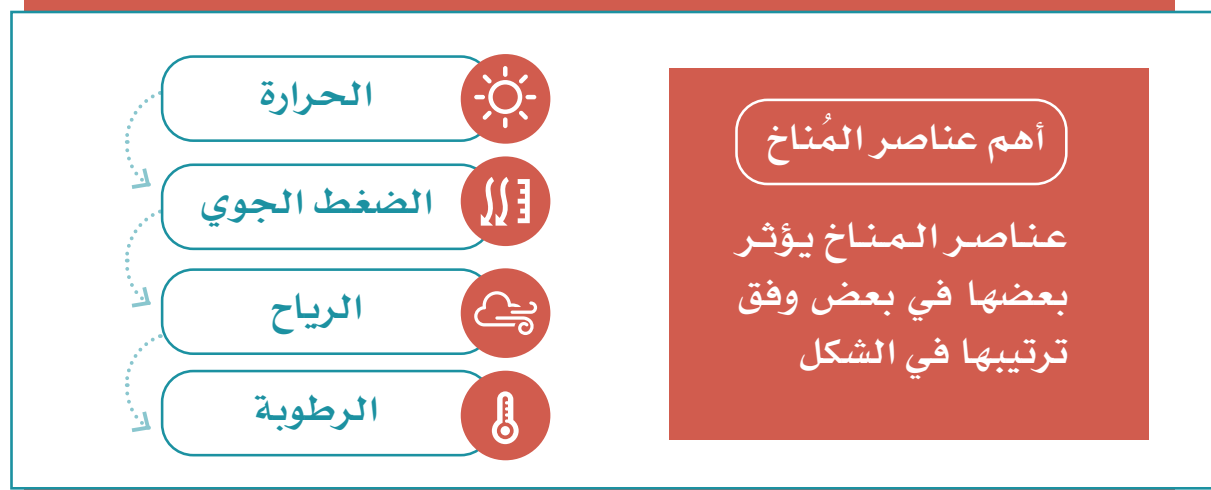 أهم عناصر المُناخ
عناصر المناخ يؤثر
بعضها في بعض وفق
ترتيبها في الشكل
الحرارة
الضغط الجوي
الرياح
الرطوبة